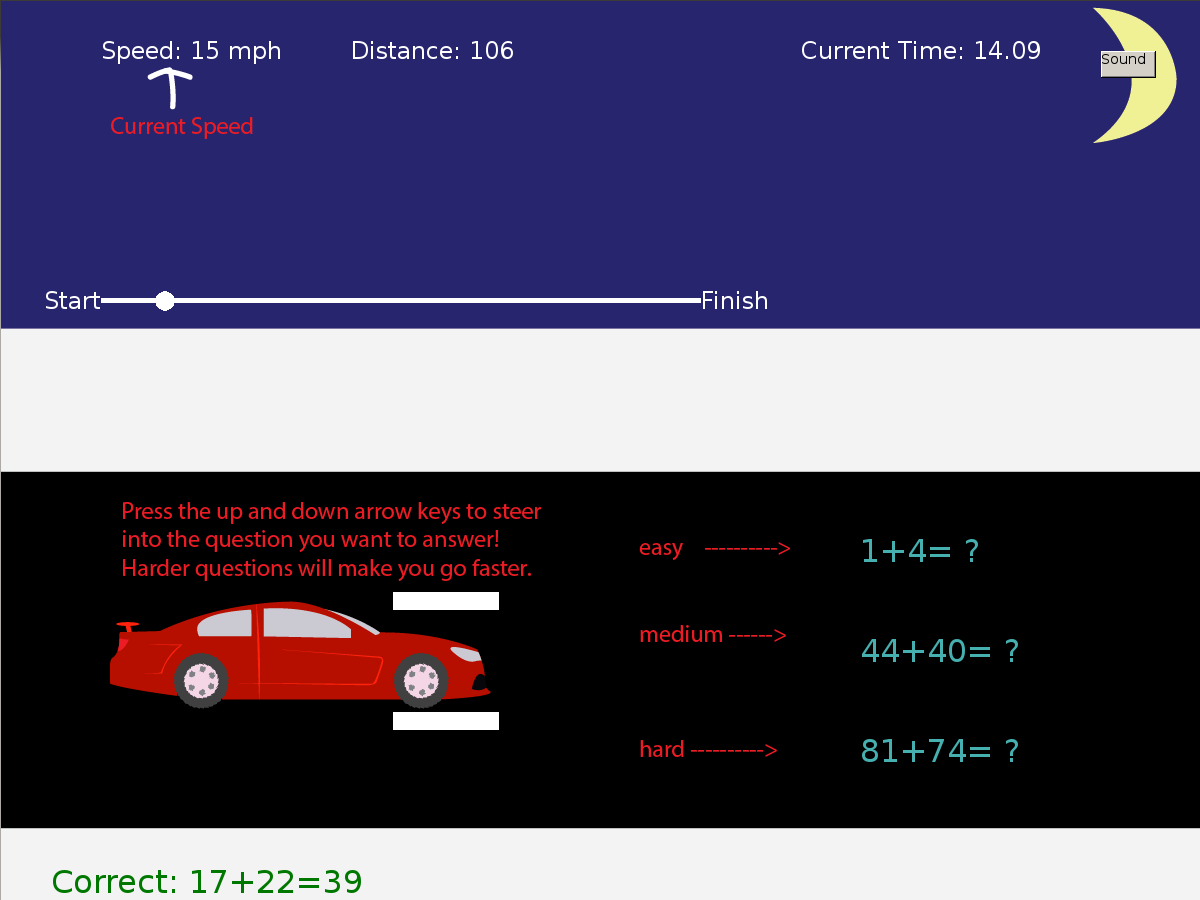 Speed: 15 mph
Distance: 106
Current Time: 14.09
Sound
Current Speed
Start
Finish
Press the up and down arrow keys to steer
into the question you want to answer!
Harder questions will make you go faster.
easy ---------->
1+4= ?
medium ------>
44+40= ?
hard ---------->
81+74= ?
Correct: 17+22=39